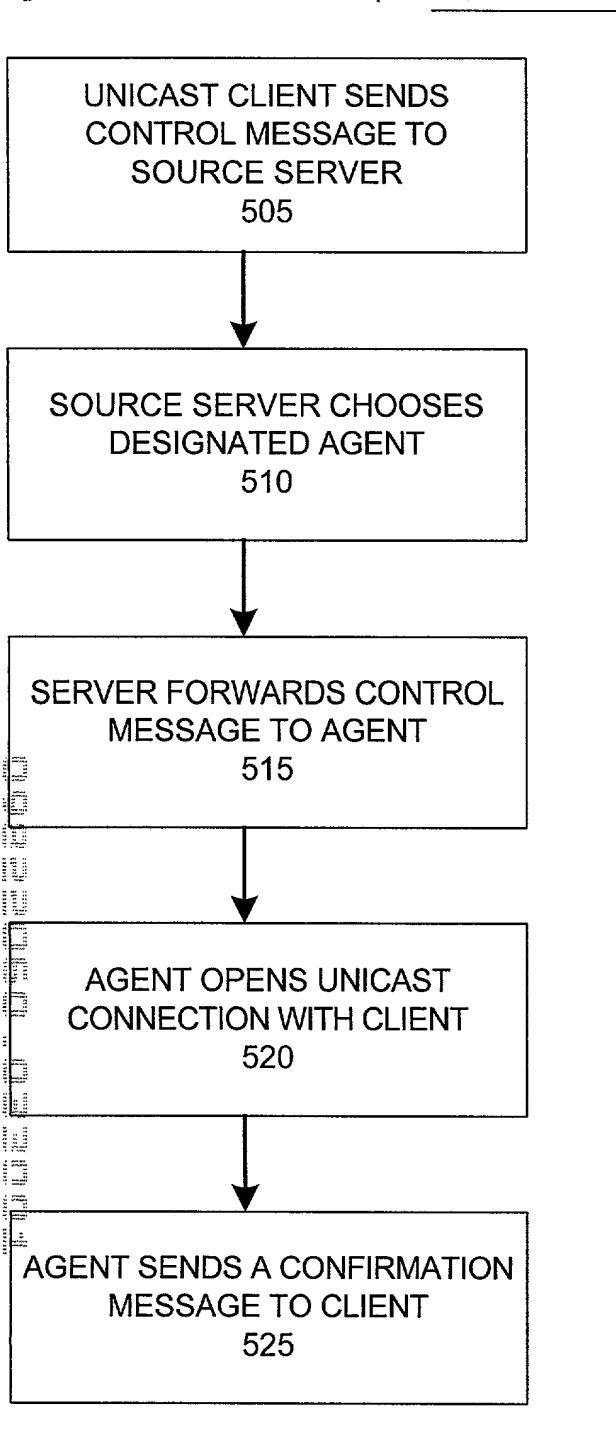 UNICAST CLIENT SENDS
CONTROL MESSAGE TO
SOURCE SERVER
505
SOURCE SERVER CHOOSES
DESIGNATED AGENT
510
SERVER FORWARDS CONTROL
MESSAGE TO AGENT
515
AGENT OPENS UNICAST
CONNECTION WITH CLIENT
520
AGENT SENDS A CONFIRMATION
MESSAGE TO CLIENT
525